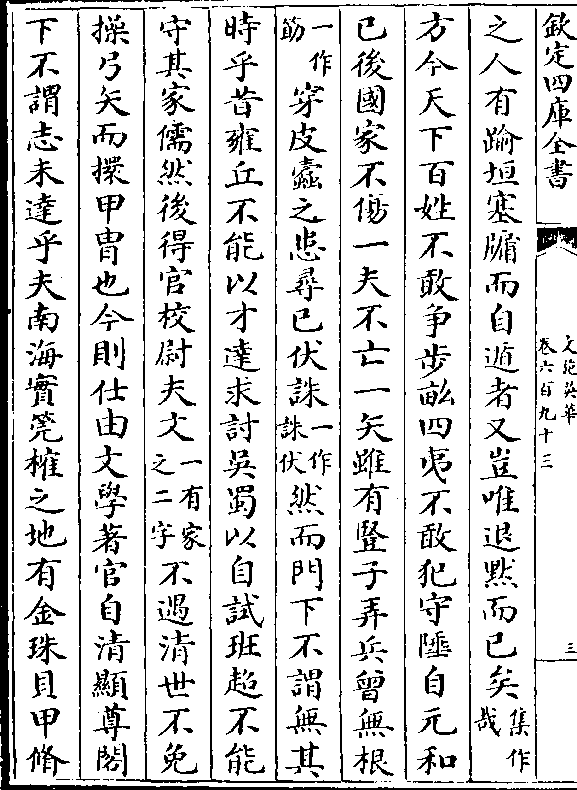 欽定四庫全書
文苑英華
卷六百九十三
三
之人有踰垣塞牖而自遁者又豈唯退黙而已矣集作哉
方今天下百姓不敢爭步畝四夷不敢犯守陲自元和
已後國家不傷一夫不亡一矢雖有豎子弄兵曾無根
一作筋穿皮蠹之患尋已伏誅一作誅伏然而門下不謂無其
時乎昔雍丘不能以才達求討吳蜀以自試班超不能
守其家儒然後得官校尉夫文一有家之二字不過清世不免
操弓矢而擐甲胄也今則仕由文學著官自清顯尊閣
下不謂志未達乎夫南海實筦榷之地有金珠貝甲脩